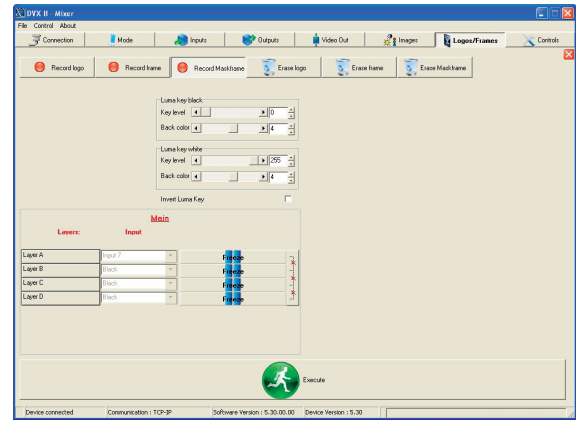 DVX II - Mixer
File Control About
Connection Mode Inputs Outputs Video Out Images Logos/Frames Controls
Record logo Record frame Record Maskframe Erase logo Erase frame Erase Maskframe
Luma key black
Key level 0
Back color 4
Luma key white
Key level 255
Back color 4
Invert Luma Key
Main
Layers: Input
Layer A Input 7 Freeze
Layer B Black Freeze
Layer C Black Freeze
Layer D Black Freeze
Execute
Device connected Communication : TCP-IP Software Version : 5.30.00.00 Device Version : 5.30